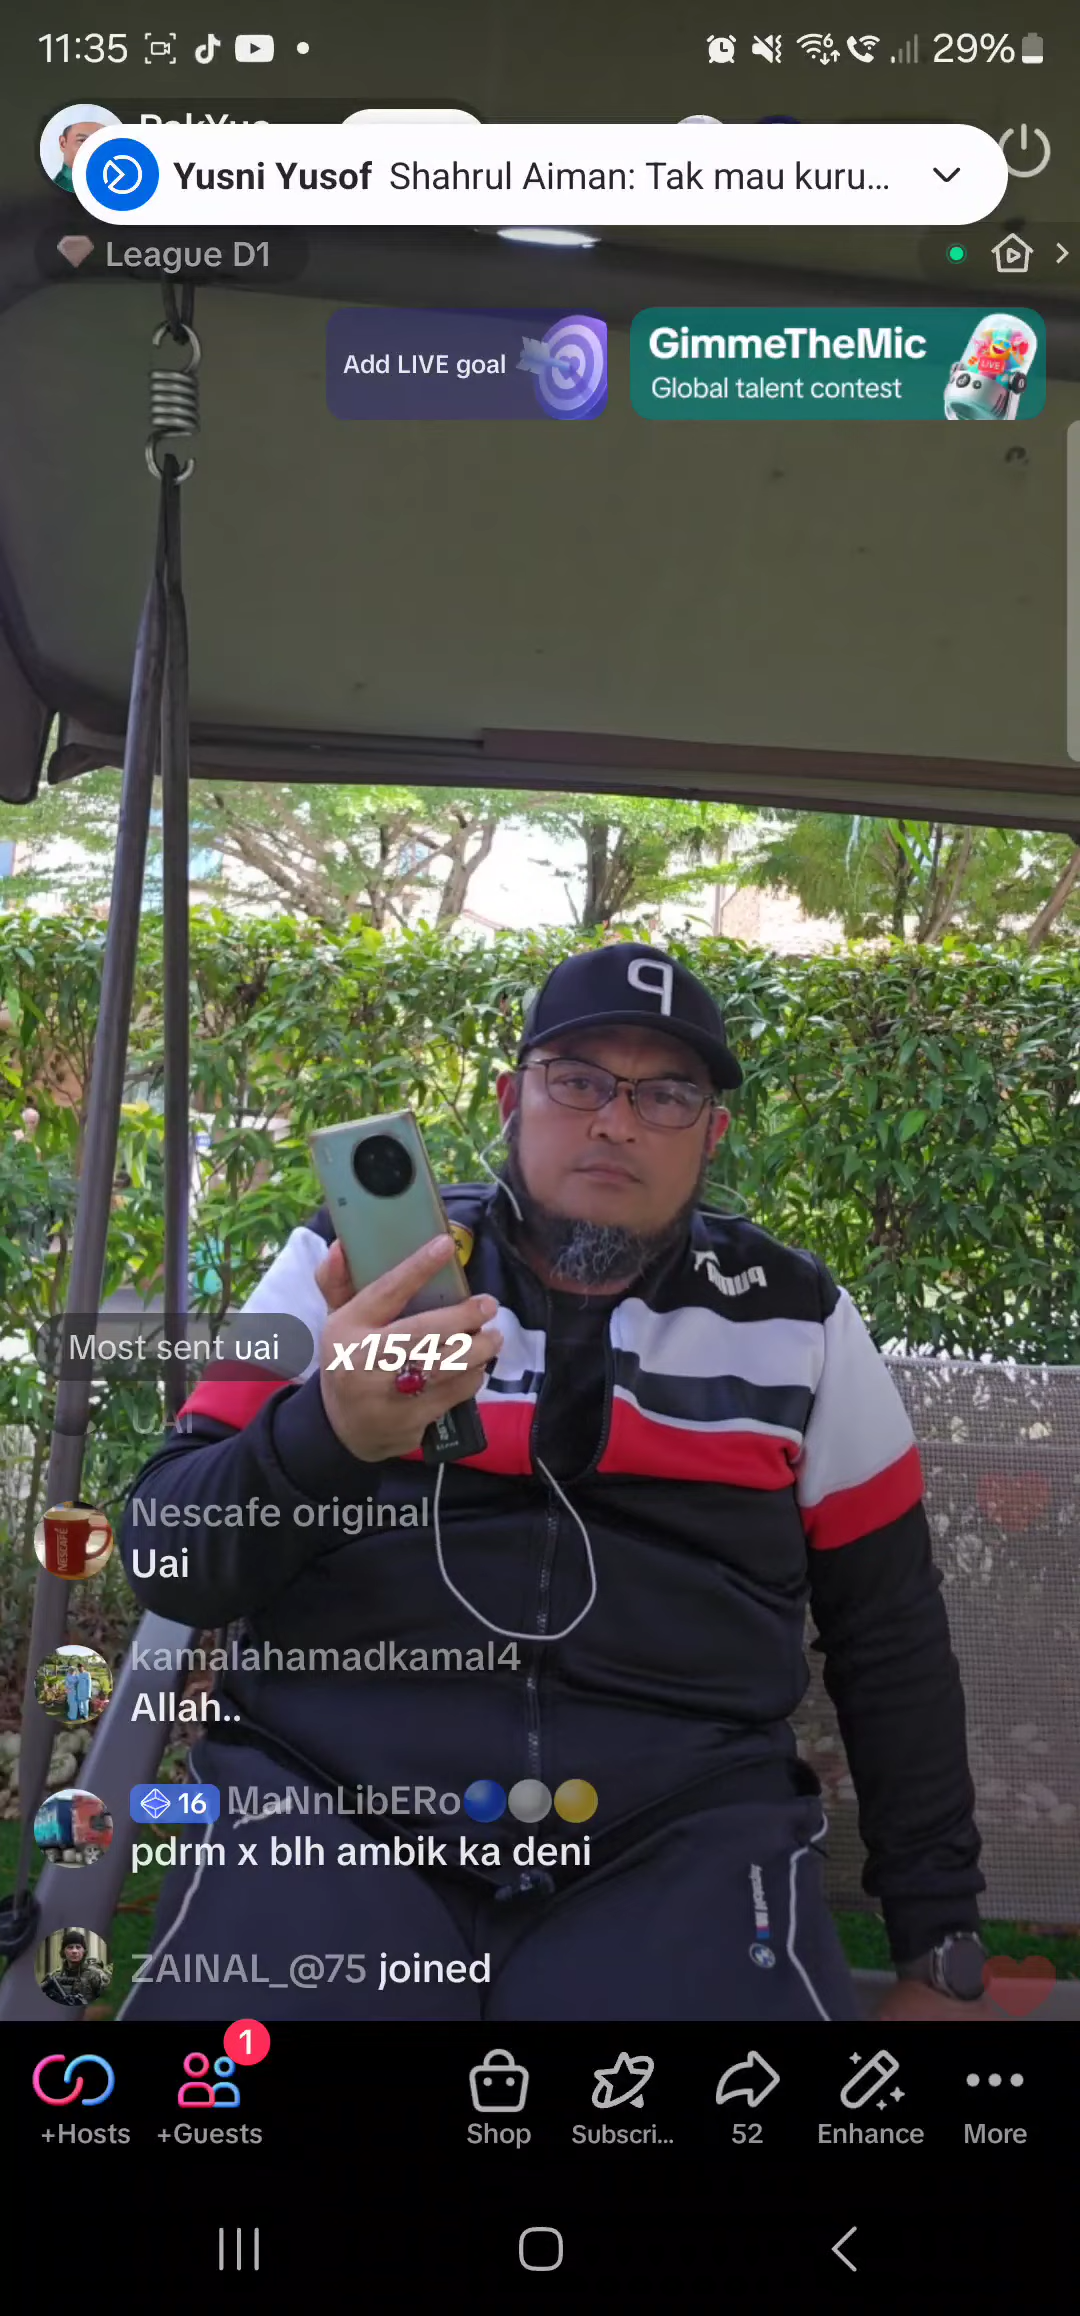 11:35
29%
Yusni Yusof Shahrul Aiman: Tak mau kuru...
League D1
Add LIVE goal
GimmeTheMic
Global talent contest
LIVE
Most sent uai x1542
UAI
Nescafe original
Uai
kamalahamadkamal4
Allah..
16 MaNnLibERo
pdrm x blh ambik ka deni
ZAINAL_@75 joined
1
+Hosts
+Guests
Shop
Subscri...
52
Enhance
More